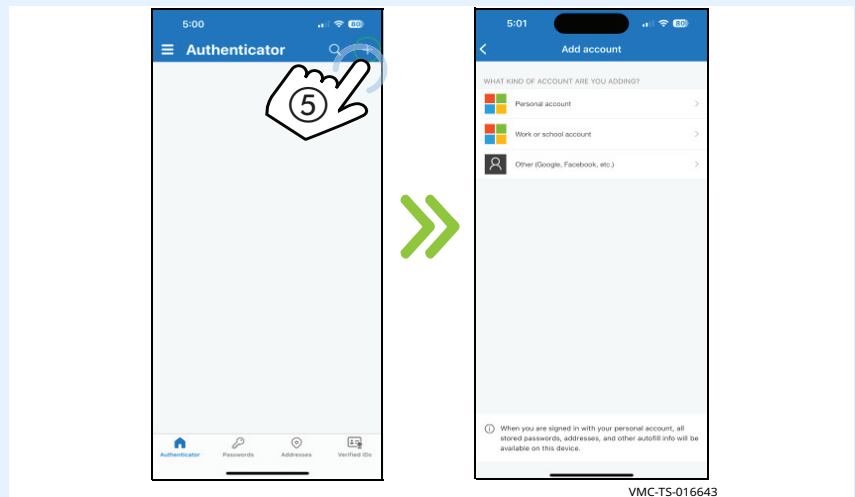 5:00
80
Authenticator
5
Authenticator
Passwords
Addresses
Verified IDs
5:01
80
Add account
WHAT KIND OF ACCOUNT ARE YOU ADDING?
Personal account
Work or school account
Other (Google, Facebook, etc.)
When you are signed in with your personal account, all
stored passwords, addresses, and other autofill info will be
available on this device.
VMC-TS-016643